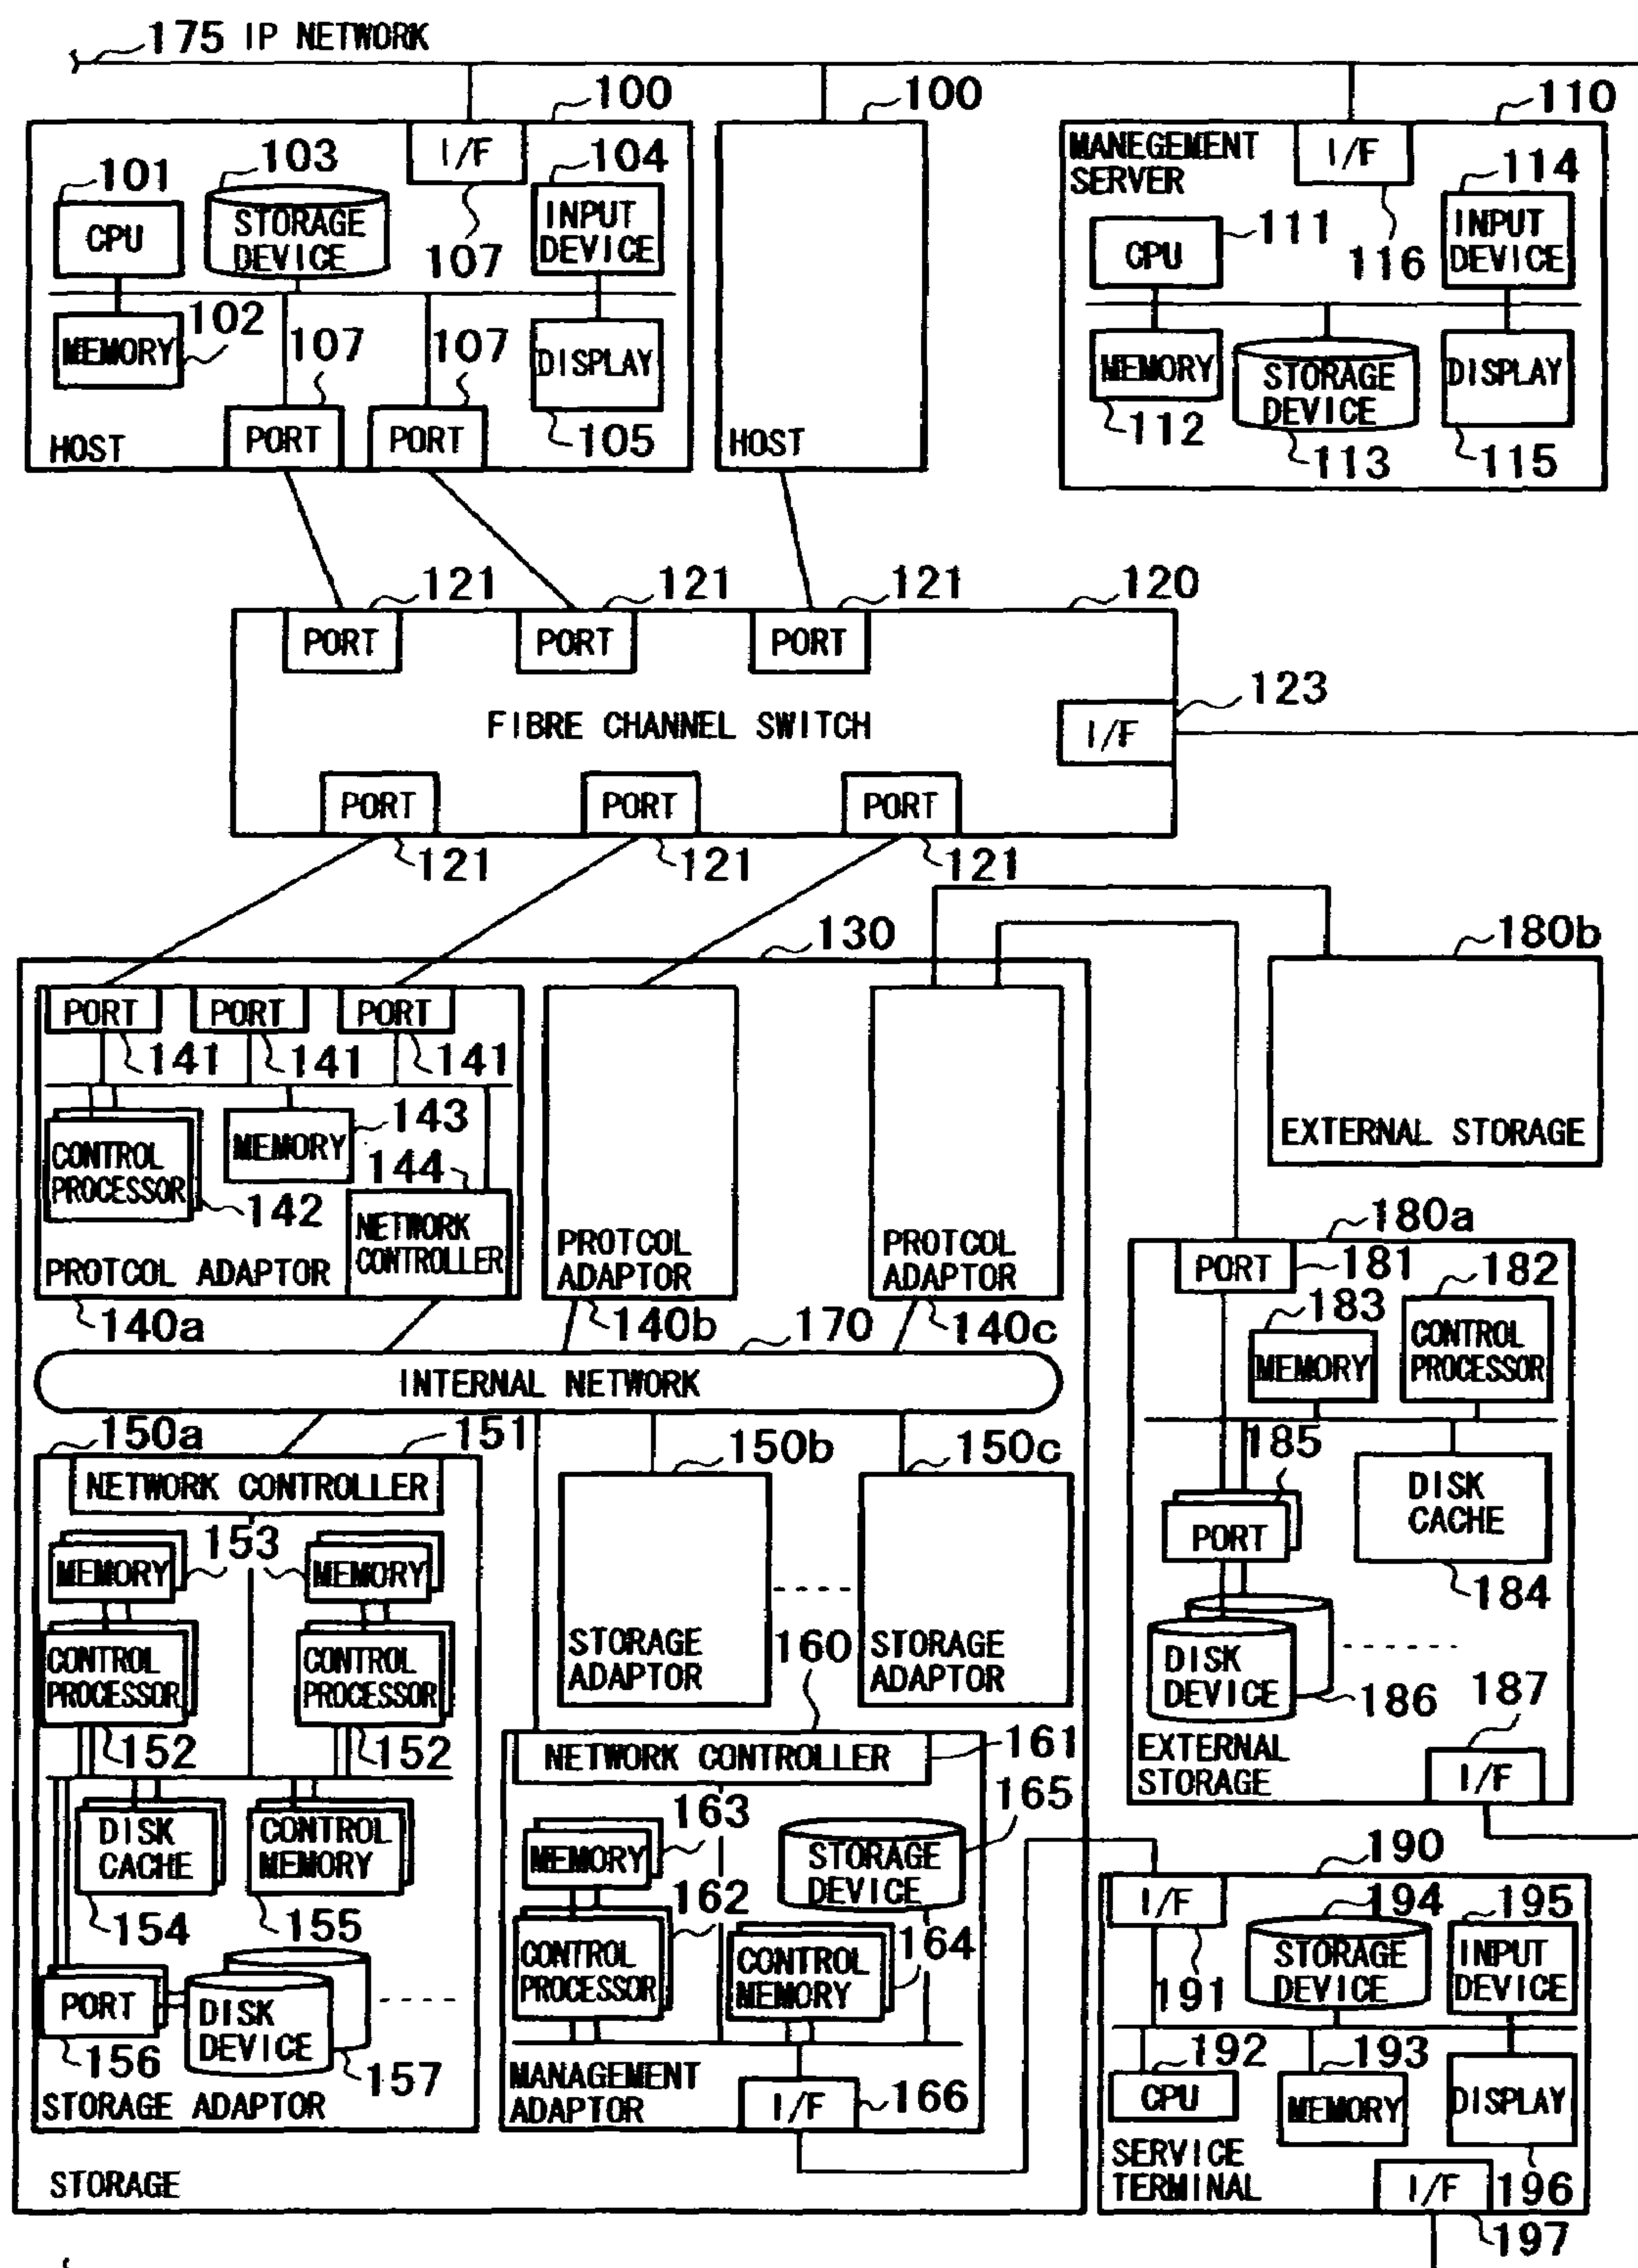 175 IP NETWORK
100
100
110
I/F
103
104
101
CPU
STORAGE
DEVICE
107
INPUT
DEVICE
MEMORY
102
107
107
DISPLAY
105
PORT
PORT
HOST
HOST
MANEGEMENT
SERVER
I/F
114
111
CPU
116
INPUT
DEVICE
MEMORY
112
STORAGE
DEVICE
113
DISPLAY
115
121
121
121
120
PORT
PORT
PORT
123
FIBRE CHANNEL SWITCH
I/F
PORT
PORT
PORT
121
121
121
130
180b
EXTERNAL STORAGE
PORT
PORT
PORT
141
141
141
143
MEMORY
CONTROL
PROCESSOR
142
144
NETWORK
CONTROLLER
PROTCOL ADAPTOR
140a
PROTCOL
ADAPTOR
140b
PROTCOL
ADAPTOR
140c
170
INTERNAL NETWORK
180a
PORT
181
182
183
MEMORY
CONTROL
PROCESSOR
185
PORT
DISK
CACHE
184
DISK
DEVICE
186
187
EXTERNAL
STORAGE
I/F
150a
151
NETWORK CONTROLLER
153
MEMORY
MEMORY
CONTROL
PROCESSOR
CONTROL
PROCESSOR
152
152
DISK
CACHE
CONTROL
MEMORY
154
155
PORT
DISK
DEVICE
156
157
STORAGE ADAPTOR
150b
STORAGE
ADAPTOR
150c
STORAGE
ADAPTOR
160
NETWORK CONTROLLER
161
163
165
MEMORY
STORAGE
DEVICE
162
CONTROL
PROCESSOR
164
CONTROL
MEMORY
MANAGEMENT
ADAPTOR
I/F
166
STORAGE
190
I/F
194
195
191
STORAGE
DEVICE
INPUT
DEVICE
192
193
CPU
MEMORY
DISPLAY
SERVICE
TERMINAL
I/F
196
197